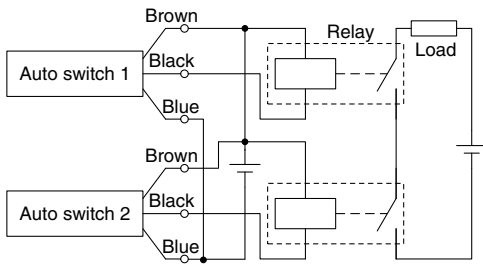 Brown
Relay
Load
Auto switch 1
Black
Blue
Brown
Auto switch 2
Black
Blue